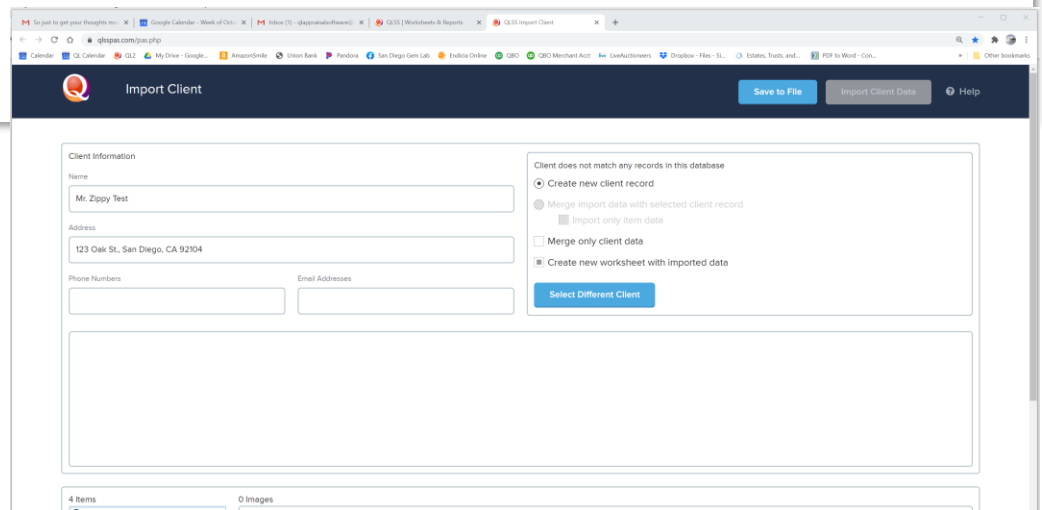 So just to get your thoughts mo
Google Calendar - Week of Octo
Inbox (1) - qlappraisalsoftware@
QLSS | Worksheets & Reports
QLSS Import Client
qlsspas.com/pas.php
Calendar QL Calendar QL2 My Drive - Google... AmazonSmile Union Bank Pandora San Diego Gem Lab Endicia Online QBO QBO Merchant Acct LiveAuctioneers Dropbox - Files - Si... Estates, Trusts, and... PDF to Word - Con... » Other bookmarks
QL Import Client Save to File Import Client Data Help
Client Information
Name
Mr. Zippy Test
Address
123 Oak St., San Diego, CA 92104
Phone Numbers Email Addresses
Client does not match any records in this database
Create new client record
Merge import data with selected client record
Import only item data
Merge only client data
Create new worksheet with imported data
Select Different Client
4 Items 0 Images